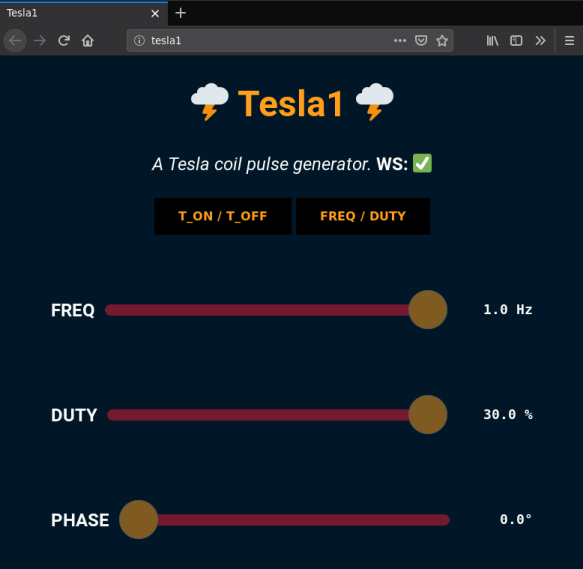 Tesla1
tesla1
Tesla1
A Tesla coil pulse generator. WS:
T_ON / T_OFF FREQ / DUTY
FREQ 1.0 Hz
DUTY 30.0 %
PHASE 0.0°